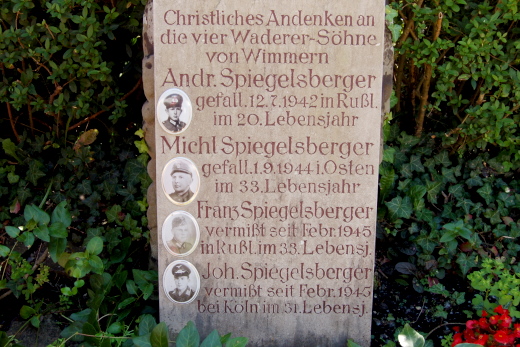 Christliches Andenken an
die vier Waderer-Söhne
von Wimmern
Andr. Spiegelsberger
gefall. 12.7.1942 in Rußl.
im 20. Lebensjahr
Michl Spiegelsberger
gefall. 1.9.1944 i. Osten
im 33. Lebensjahr
Franz Spiegelsberger
vermißt seit Febr. 1945
in Rußl. im 33. Lebensj.
Joh. Spiegelsberger
vermißt seit Febr. 1945
bei Köln im 31. Lebensj.